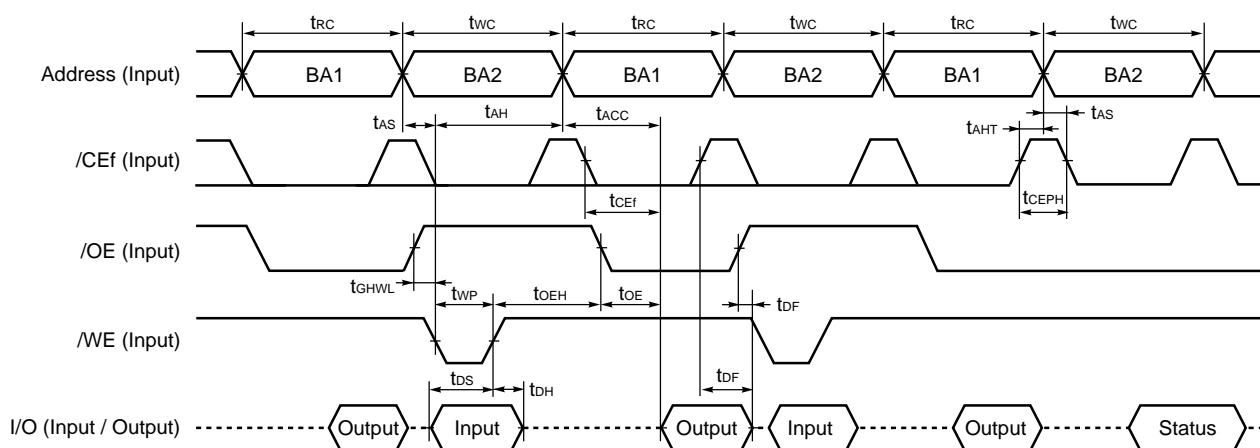 tRC tWC tRC tWC tRC tWC
Address (Input) BA1 BA2 BA1 BA2 BA1 BA2
tAS tAH tACC tAHT tAS
/CEf (Input)
tCEf tCEPH
/OE (Input)
tGHWL tWP tOEH tOE tDF
/WE (Input)
tDS tDH tDF
I/O (Input / Output) Output Input Output Input Output Status